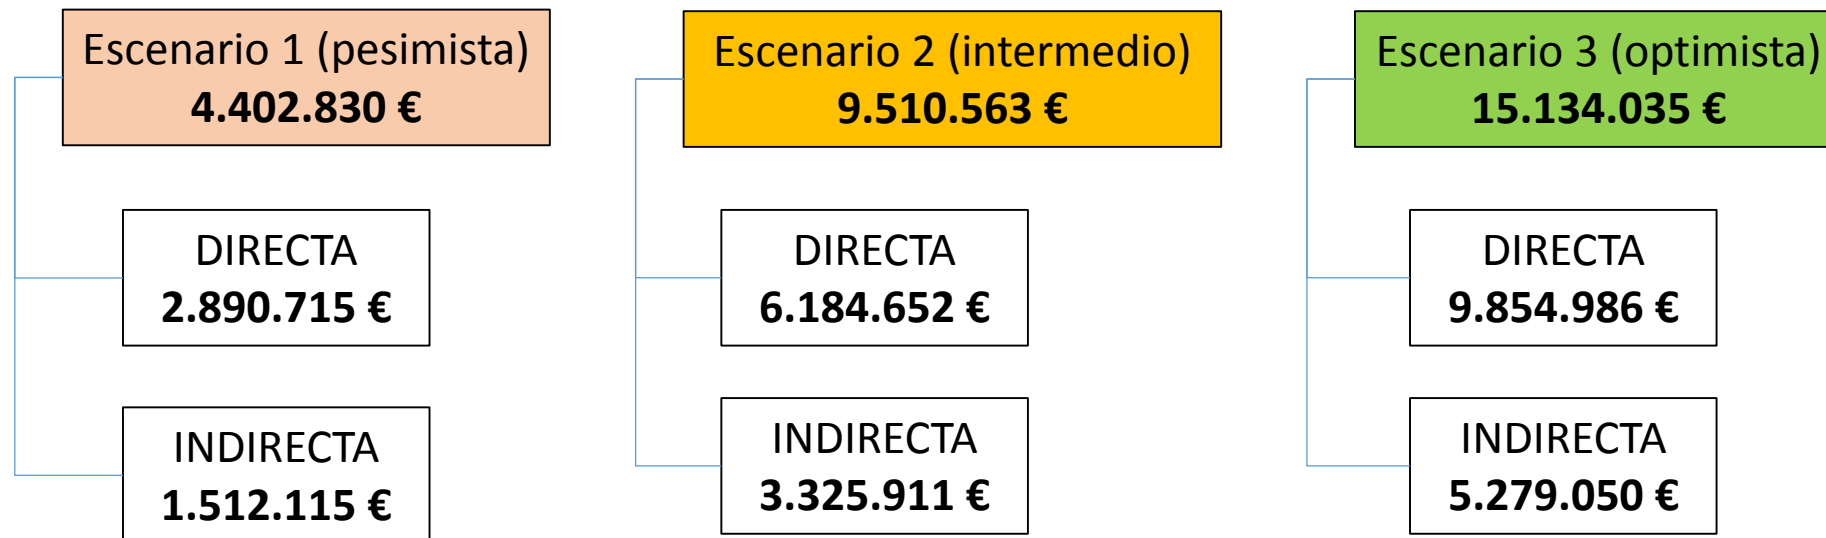 Escenario 1 (pesimista)
4.402.830 €
DIRECTA
2.890.715 €
INDIRECTA
1.512.115 €
Escenario 2 (intermedio)
9.510.563 €
DIRECTA
6.184.652 €
INDIRECTA
3.325.911 €
Escenario 3 (optimista)
15.134.035 €
DIRECTA
9.854.986 €
INDIRECTA
5.279.050 €